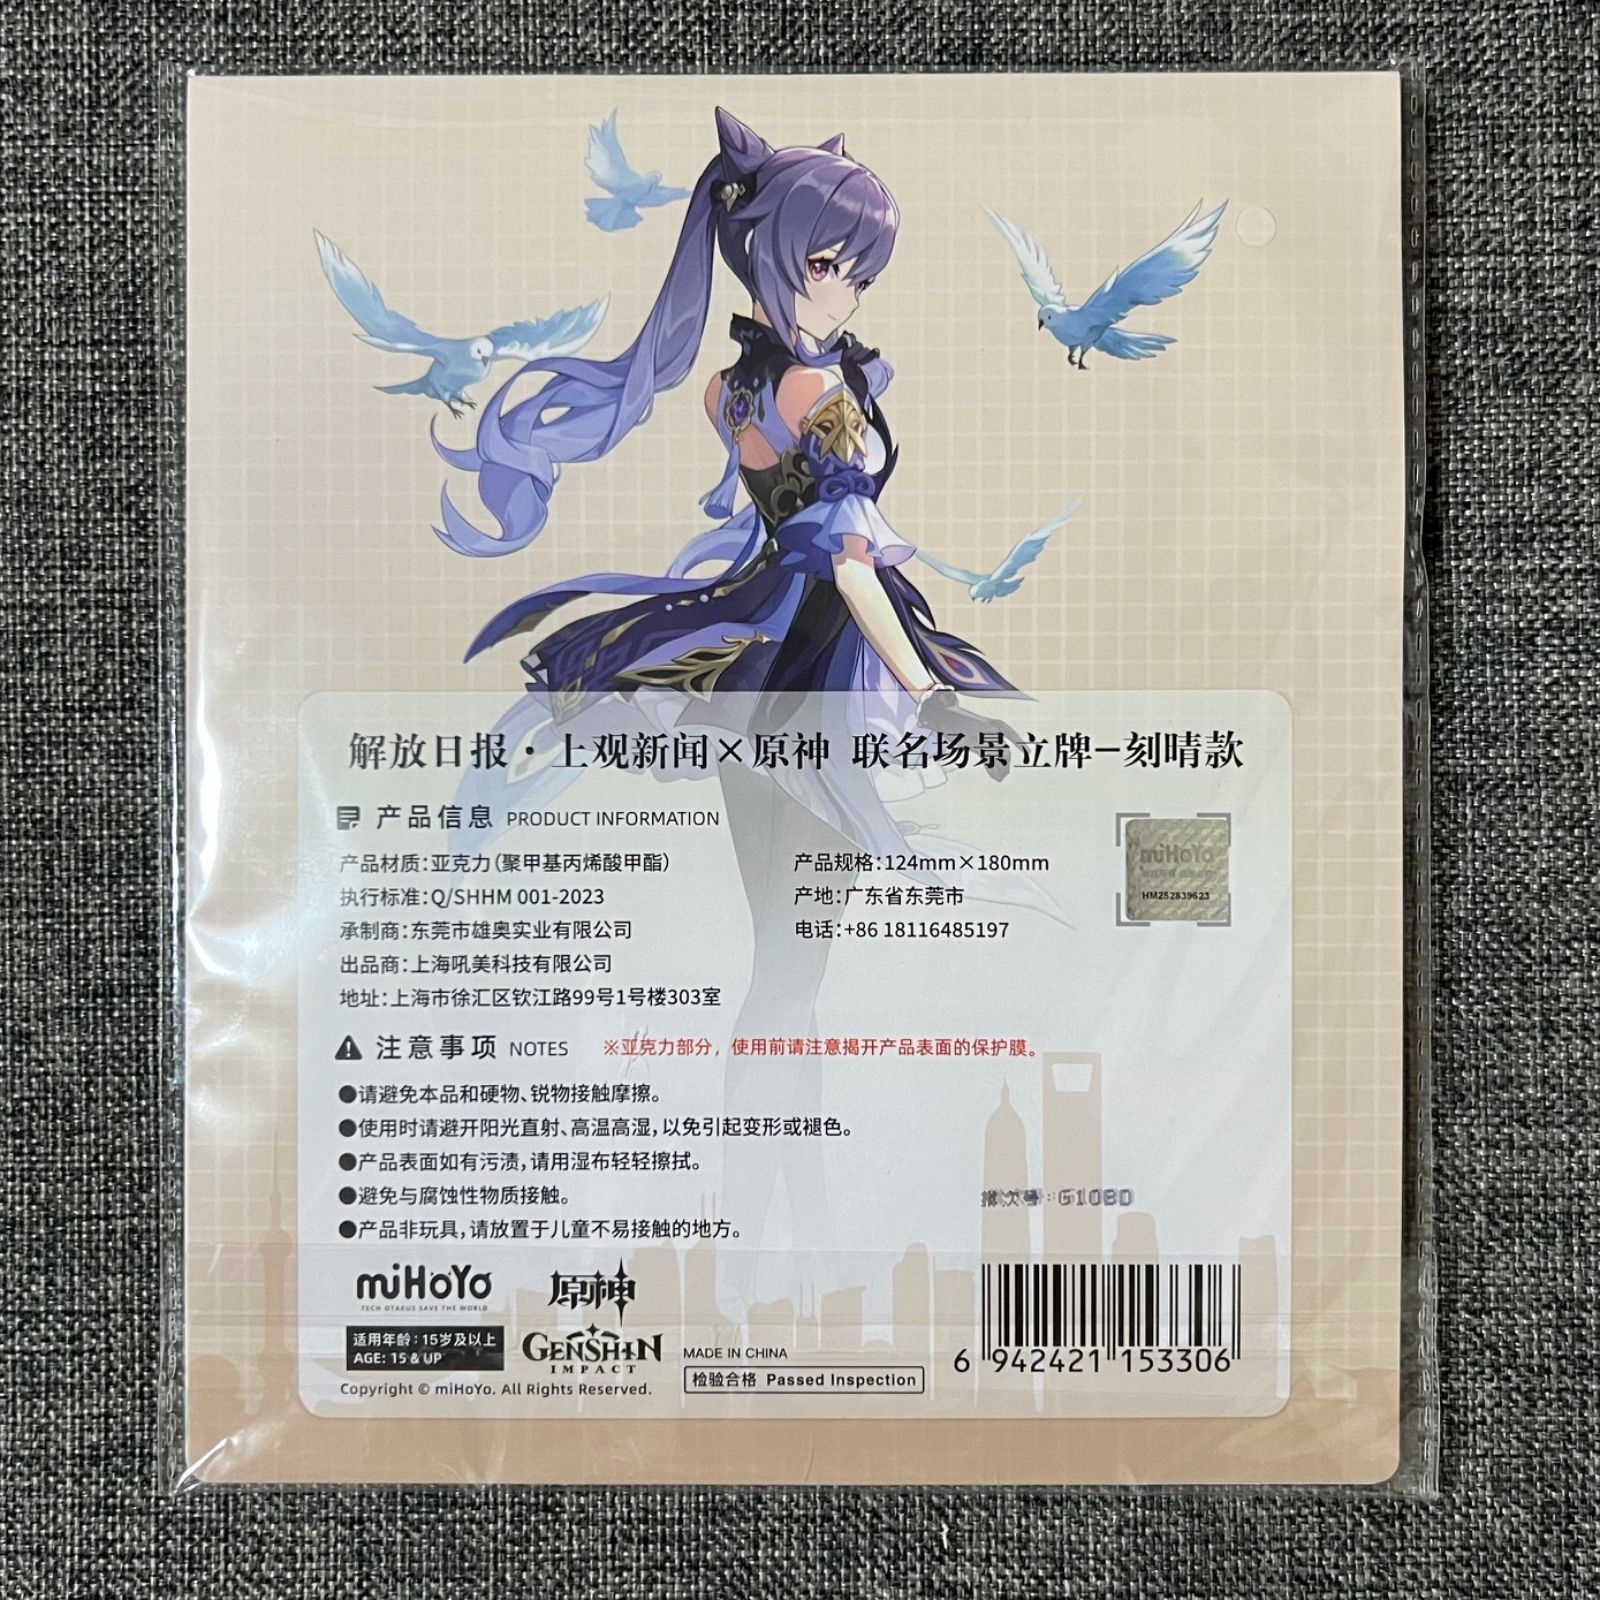 解放日报·上观新闻×原神 联名场景立牌-刻晴款
产品信息 PRODUCT INFORMATION
产品材质:亚克力(聚甲基丙烯酸甲酯)
产品规格:124mm×180mm
执行标准:Q/SHHM 001-2023
产地:广东省东莞市
承制商:东莞市雄奥实业有限公司
电话:+86 18116485197
出品商:上海吼美科技有限公司
地址:上海市徐汇区钦江路99号1号楼303室
miHoYo
HM252839623
注意事项 NOTES ※亚克力部分，使用前请注意揭开产品表面的保护膜。
●请避免本品和硬物、锐物接触摩擦。
●使用时请避开阳光直射、高温高湿,以免引起变形或褪色。
●产品表面如有污渍,请用湿布轻轻擦拭。
●避免与腐蚀性物质接触。
●产品非玩具,请放置于儿童不易接触的地方。
批次号:G10BD
miHoYo
TECH OTAKUS SAVE THE WORLD
原神
GENSHIN
IMPACT
适用年龄:15岁及以上
AGE: 15 & UP
MADE IN CHINA
检验合格 Passed Inspection
Copyright © miHoYo. All Rights Reserved.
6 942421 153306